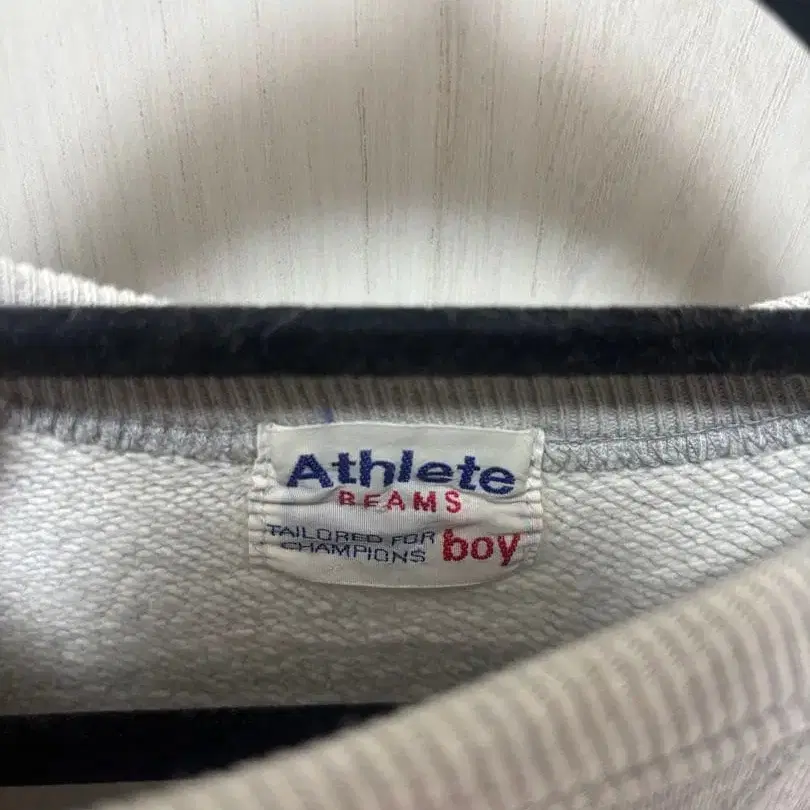 Athlete
BEAMS
TAILORED FOR
CHAMPIONS
boy